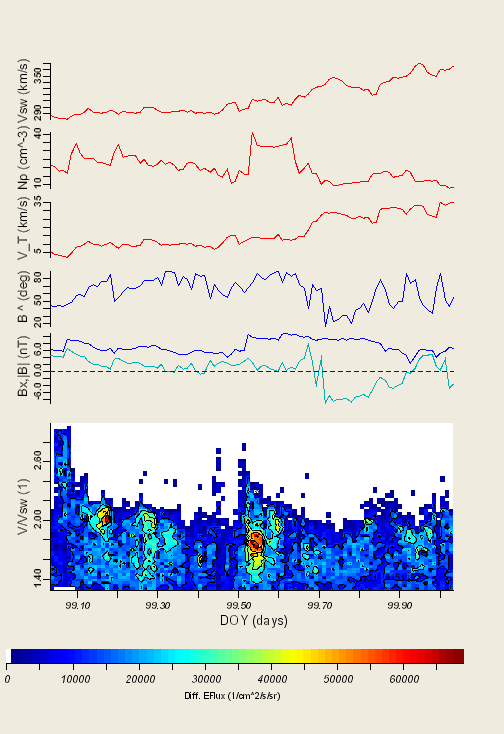 Vsw (km/s)
350
290
Np (cm^-3)
40
10
V_T (km/s)
35
5
B ^ (deg)
80
50
20
Bx,|B| (nT)
6.0
0.0
-6.0
V/Vsw (1)
2.60
2.00
1.40
99.10 99.30 99.50 99.70 99.90
DOY (days)
0 10000 20000 30000 40000 50000 60000
Diff. EFlux (1/cm^2/s/sr)